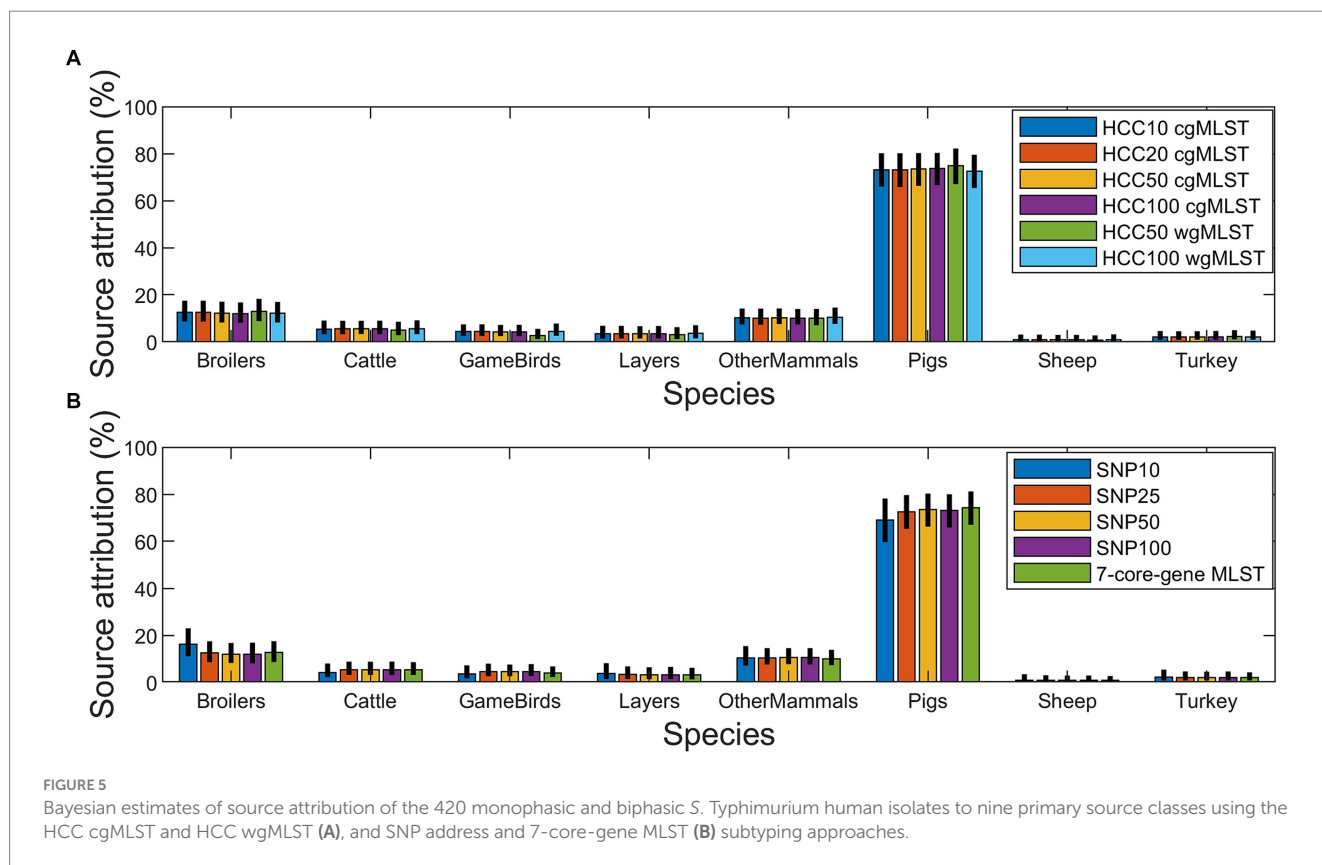 A
Source attribution (%)
100
80
60
40
20
0
HCC10 cgMLST
HCC20 cgMLST
HCC50 cgMLST
HCC100 cgMLST
HCC50 wgMLST
HCC100 wgMLST
Broilers Cattle GameBirds Layers OtherMammals Pigs Sheep Turkey
Species
B
Source attribution (%)
100
80
60
40
20
0
SNP10
SNP25
SNP50
SNP100
7-core-gene MLST
Broilers Cattle GameBirds Layers OtherMammals Pigs Sheep Turkey
Species
FIGURE 5
Bayesian estimates of source attribution of the 420 monophasic and biphasic S. Typhimurium human isolates to nine primary source classes using the
HCC cgMLST and HCC wgMLST (A), and SNP address and 7-core-gene MLST (B) subtyping approaches.